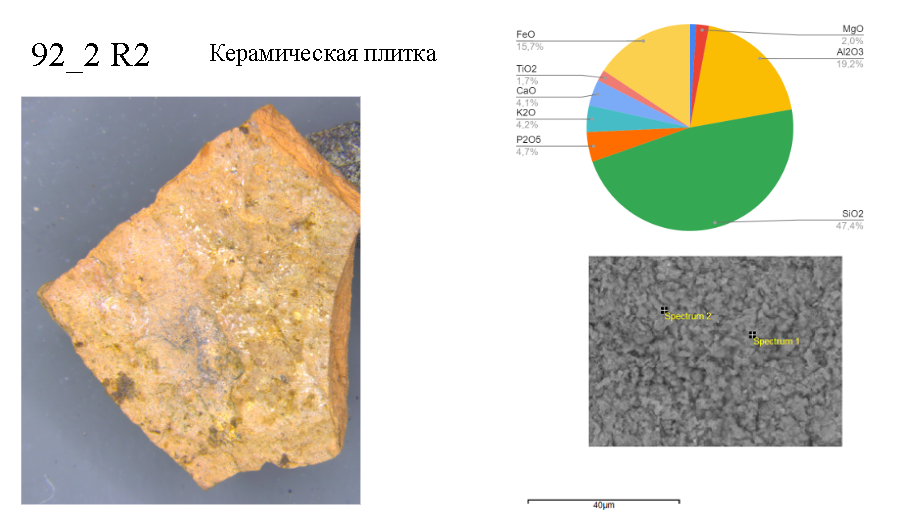 92_2 R2
Керамическая плитка
FeO
15,7%
TiO2
1,7%
CaO
4,1%
K2O
4,2%
P2O5
4,7%
MgO
2,0%
Al2O3
19,2%
SiO2
47,4%
Spectrum 2
Spectrum 1
40µm